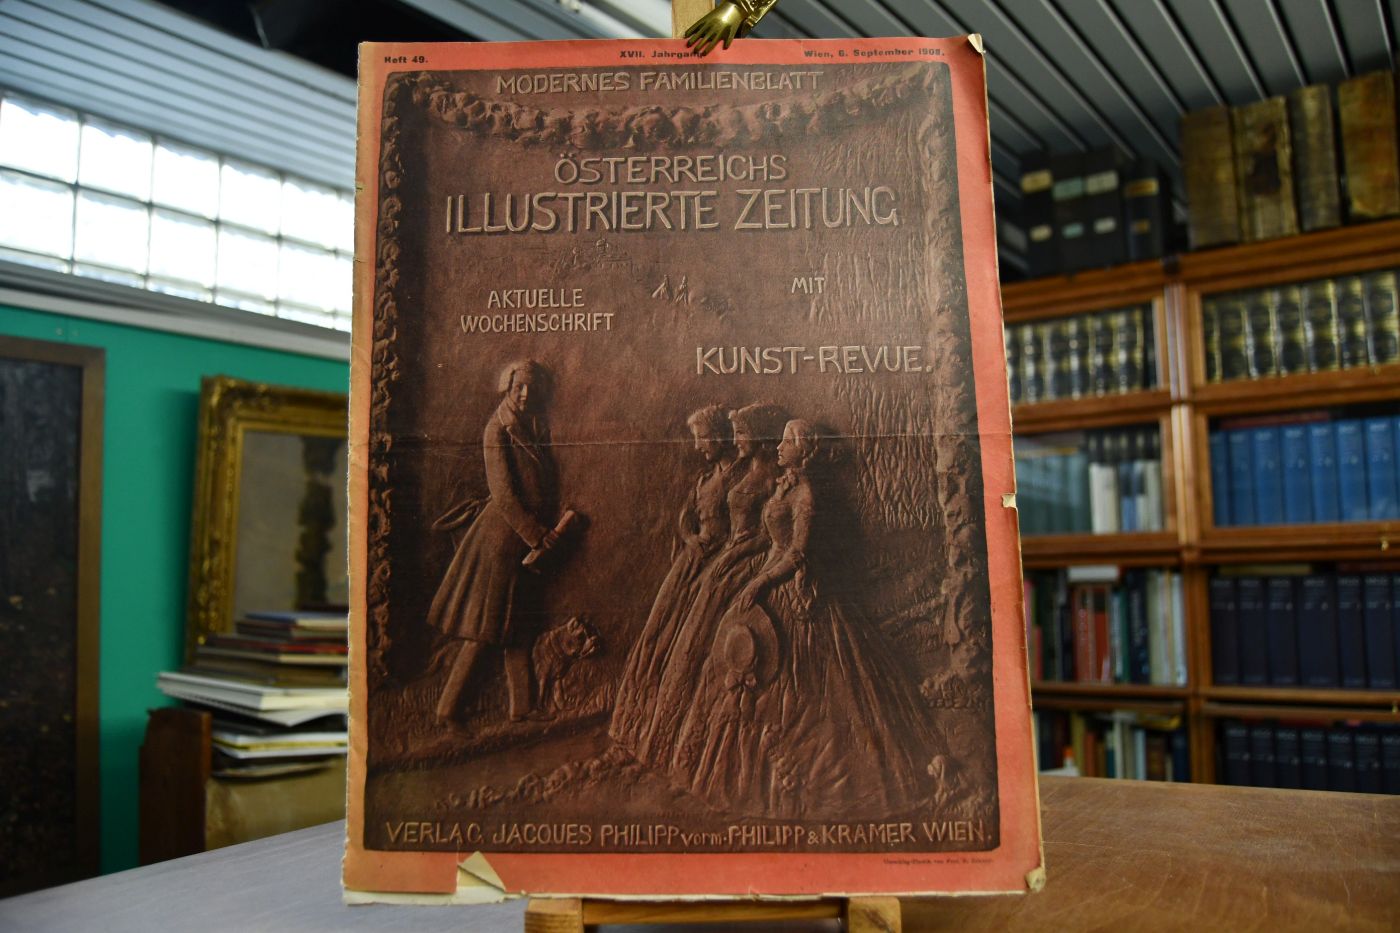 Heft 49. XVII. Jahrgang Wien, 6. September 1908.
MODERNES FAMILIENBLATT
ÖSTERREICHS
ILLUSTRIERTE ZEITUNG
AKTUELLE MIT
WOCHENSCHRIFT
KUNST-REVUE.
VERLAG JACQUES PHILIPP vorm. PHILIPP & KRAMER WIEN.